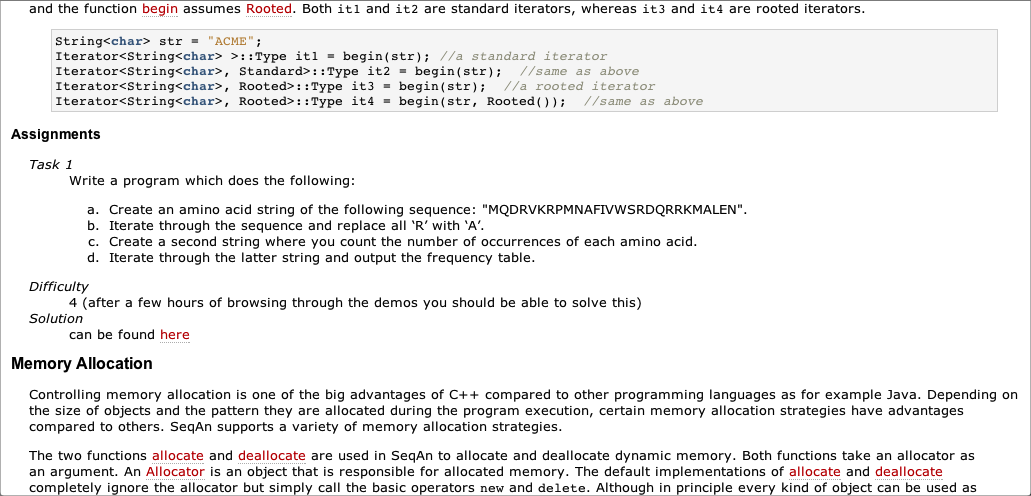 and the function begin assumes Rooted. Both it1 and it2 are standard iterators, whereas it3 and it4 are rooted iterators.
String<char> str = "ACME";
Iterator<String<char> >::Type it1 = begin(str); //a standard iterator
Iterator<String<char>, Standard>::Type it2 = begin(str);  //same as above
Iterator<String<char>, Rooted>::Type it3 = begin(str);  //a rooted iterator
Iterator<String<char>, Rooted>::Type it4 = begin(str, Rooted());  //same as above
Assignments
Task 1
Write a program which does the following:
a. Create an amino acid string of the following sequence: "MQDRVKRPMNAFIVWSRDQRRKMALEN".
b. Iterate through the sequence and replace all ‘R’ with ‘A’.
c. Create a second string where you count the number of occurrences of each amino acid.
d. Iterate through the latter string and output the frequency table.
Difficulty
4 (after a few hours of browsing through the demos you should be able to solve this)
Solution
can be found here
Memory Allocation
Controlling memory allocation is one of the big advantages of C++ compared to other programming languages as for example Java. Depending on
the size of objects and the pattern they are allocated during the program execution, certain memory allocation strategies have advantages
compared to others. SeqAn supports a variety of memory allocation strategies.
The two functions allocate and deallocate are used in SeqAn to allocate and deallocate dynamic memory. Both functions take an allocator as
an argument. An Allocator is an object that is responsible for allocated memory. The default implementations of allocate and deallocate
completely ignore the allocator but simply call the basic operators new and delete. Although in principle every kind of object can be used as